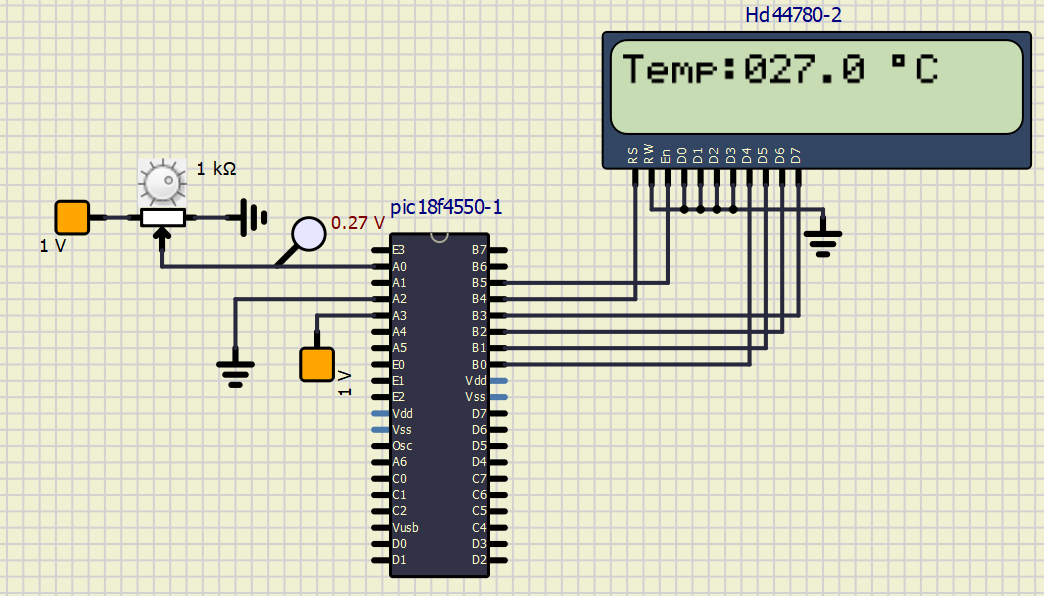 Hd44780-2
Temp:027.0 °C
RS RW En D0 D1 D2 D3 D4 D5 D6 D7
1 kΩ
1 V
0.27 V
pic18f4550-1
E3 B7
A0 B6
A1 B5
A2 B4
A3 B3
A4 B2
A5 B1
E0 B0
E1 Vdd
E2 Vss
Vdd D7
Vss D6
Osc D5
A6 D4
C0 C7
C1 C6
C2 C5
Vusb C4
D0 D3
D1 D2
1 V